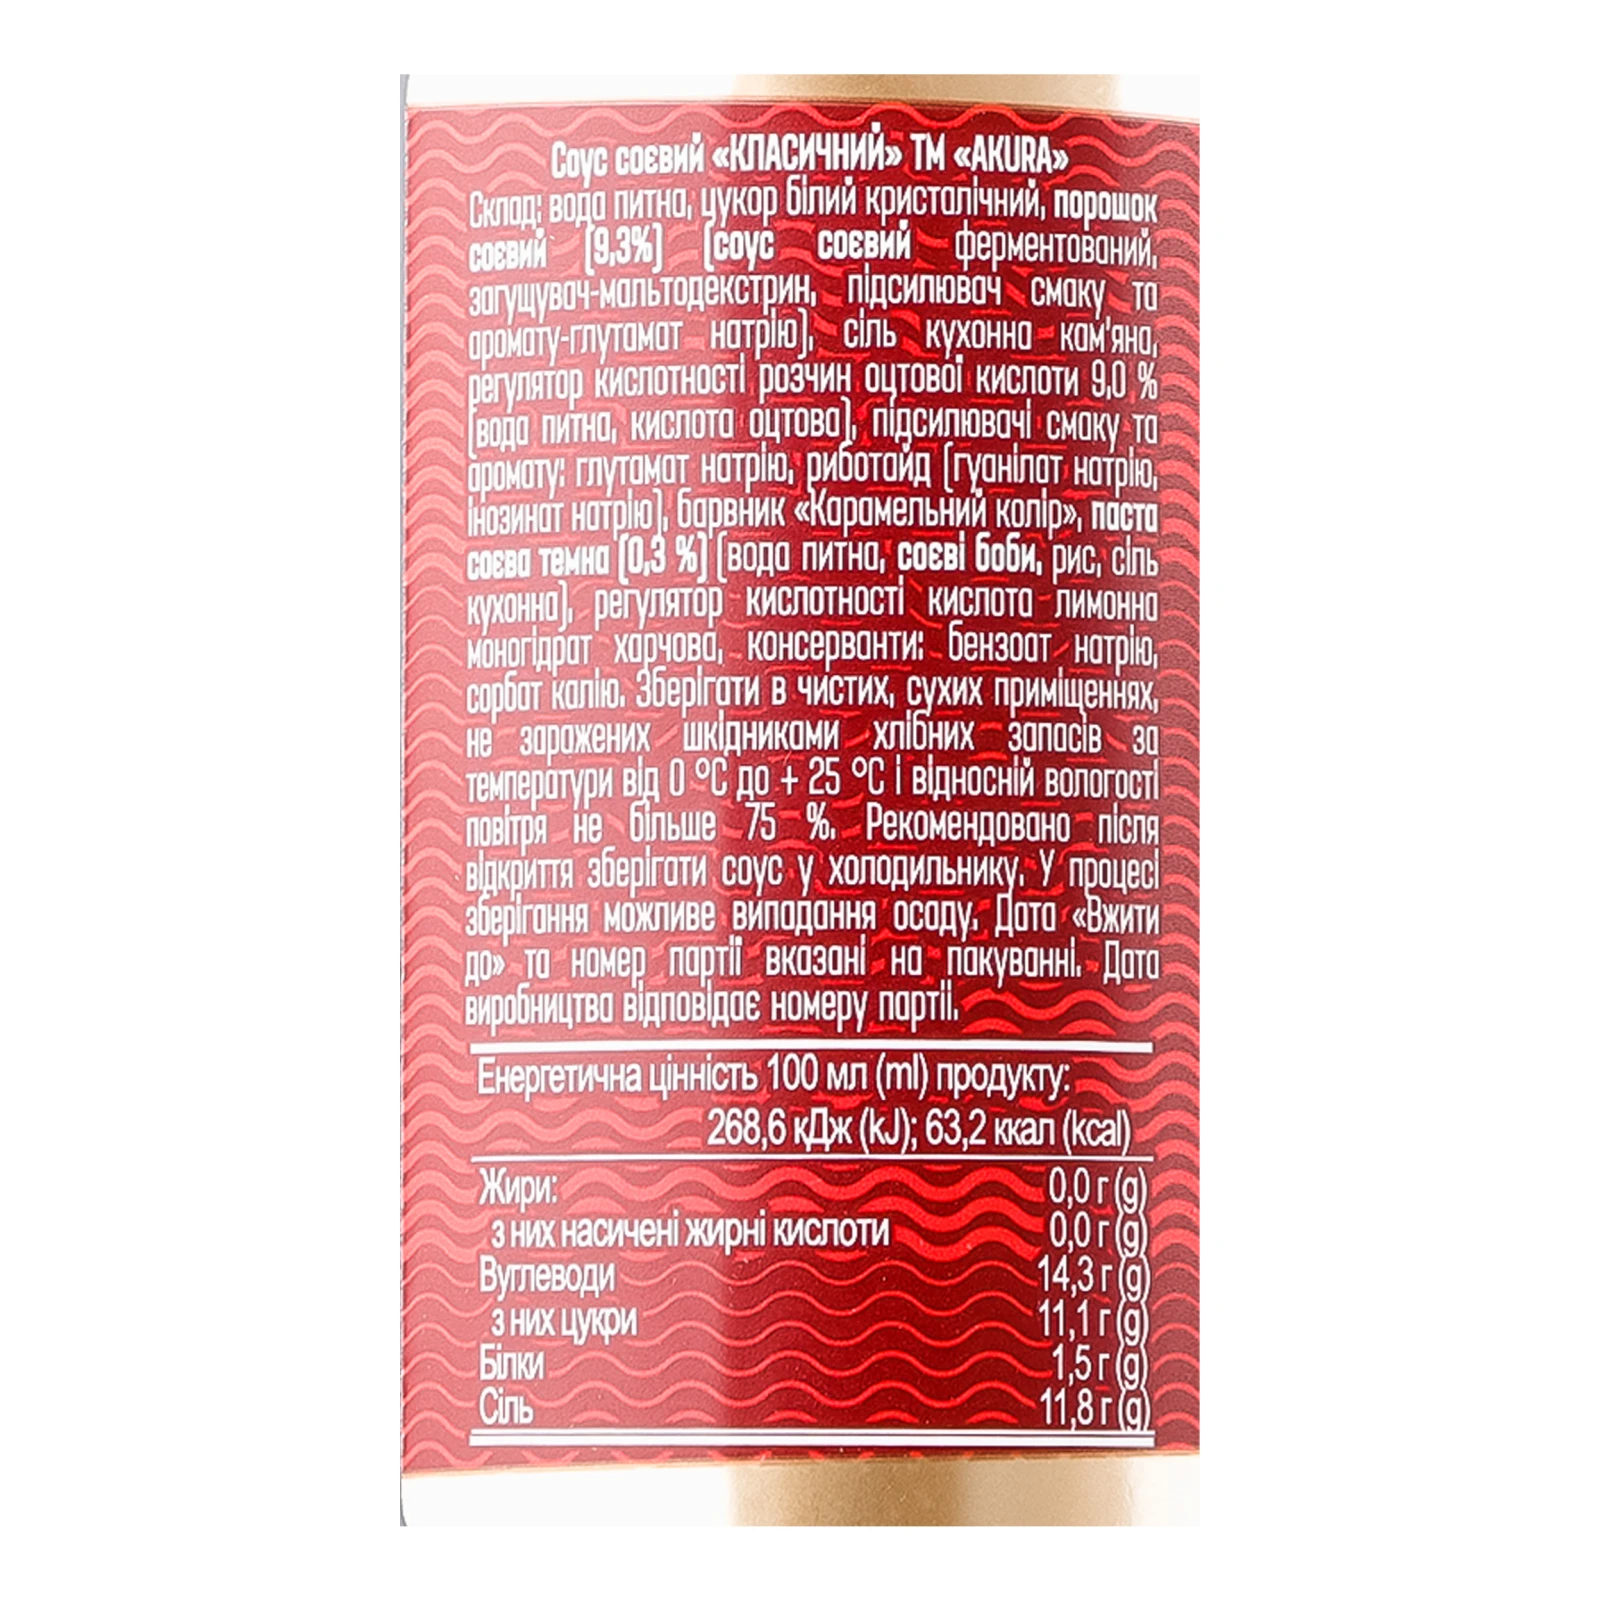 Соус соєвий «КЛАСИЧНИЙ» ТМ «AKURA»
Склад: вода питна, цукор білий кристалічний, порошок
соєвий (9,3%) (соус соєвий ферментований,
загущувач-мальтодекстрин, підсилювач смаку та
аромату-глутамат натрію), сіль кухонна кам'яна,
регулятор кислотності розчин оцтової кислоти 9,0 %
(вода питна, кислота оцтова), підсилювачі смаку та
аромату: глутамат натрію, риботайд (гуанілат натрію,
інозинат натрію), барвник «Карамельний колір», паста
соєва темна (0,3 %) (вода питна, соєві боби, рис, сіль
кухонна), регулятор кислотності кислота лимонна
моногідрат харчова, консерванти: бензоат натрію,
сорбат калію. Зберігати в чистих, сухих приміщеннях,
не заражених шкідниками хлібних запасів за
температури від 0 °С до + 25 °С і відносній вологості
повітря не більше 75 %. Рекомендовано після
відкриття зберігати соус у холодильнику. У процесі
зберігання можливе випадання осаду. Дата «Вжити
до» та номер партії вказані на пакуванні. Дата
виробництва відповідає номеру партії.
Енергетична цінність 100 мл (ml) продукту:
268,6 кДж (kJ); 63,2 ккал (kcal)
Жири: 0,0 г (g)
з них насичені жирні кислоти 0,0 г (g)
Вуглеводи 14,3 г (g)
з них цукри 11,1 г (g)
Білки 1,5 г (g)
Сіль 11,8 г (g)